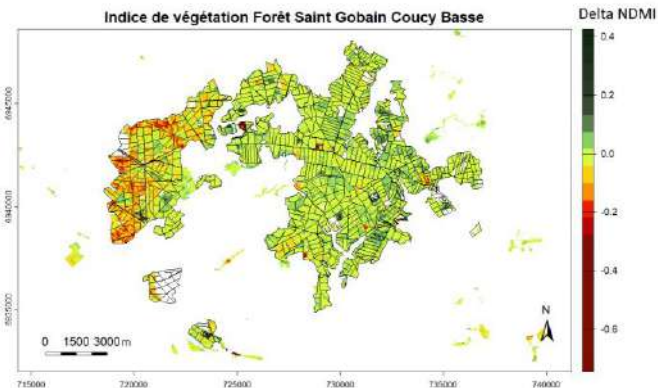 Indice de végétation Forêt Saint Gobain Coucy Basse
Delta NDMI
0.4
0.2
0.0
-0.2
-0.4
-0.6
6945000
6940000
6935000
N
0 1500 3000m
715000 720000 725000 730000 735000 740000